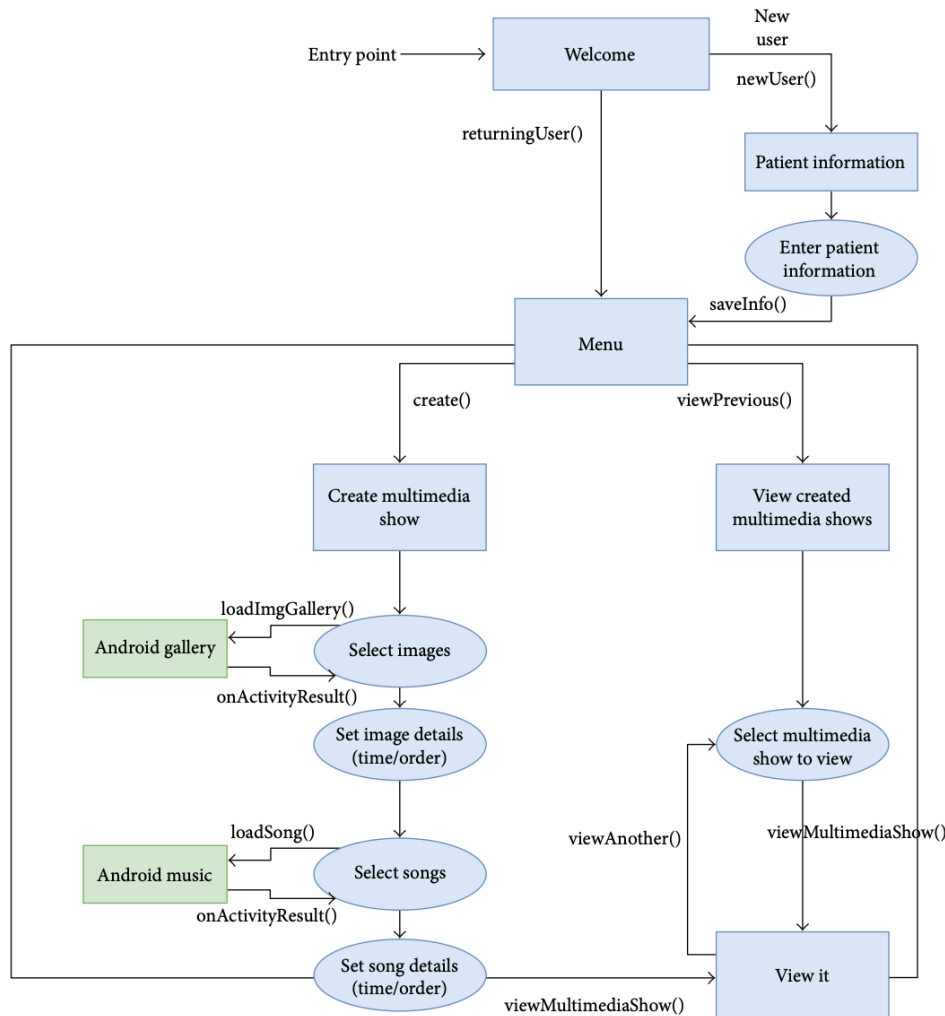 New
user
Entry point
Welcome
newUser()
returningUser()
Patient information
Enter patient
information
saveInfo()
Menu
create()
viewPrevious()
Create multimedia
show
View created
multimedia shows
loadImgGallery()
Android gallery
Select images
onActivityResult()
Set image details
(time/order)
Select multimedia
show to view
loadSong()
viewAnother()
viewMultimediaShow()
Android music
Select songs
onActivityResult()
Set song details
(time/order)
View it
viewMultimediaShow()